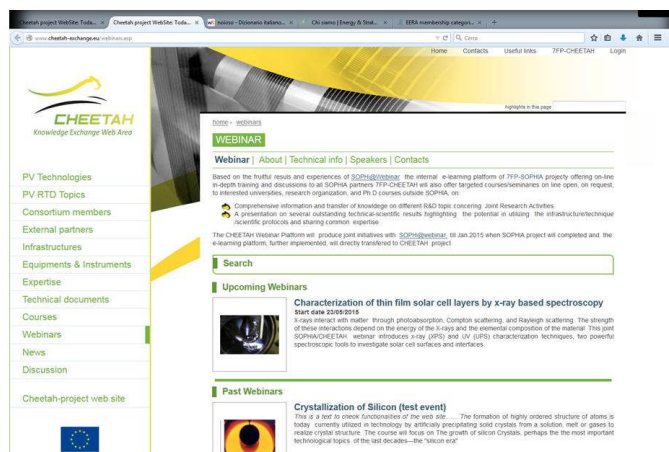 Cheetah project WebSite: Toda...
Cheetah project WebSite: Toda...
noiose - Dizionario italiano...
Chi siamo | Energy & Strat...
EERA membership categori...
www.cheetah-exchange.eu/webinars.asp
Cerca
Home
Contacts
Useful links
7FP-CHEETAH
Login
highlights in this page
CHEETAH
Knowledge Exchange Web Area
PV Technologies
PV RTD Topics
Consortium members
External partners
Infrastructures
Equipments & Instruments
Expertise
Technical documents
Courses
Webinars
News
Discussion
Cheetah-project web site
home - webinars
WEBINAR
Webinar | About | Technical info | Speakers | Contacts
Based on the fruitful resuls and experiences of SOPH@Webinar the internal e-learning platform of 7FP-SOPHIA projecty offering on-line
in-depth training and discussions to all SOPHIA partners 7FP-CHEETAH will also offer targeted courses/seminares on line open, on request,
to interested universities, research organization, and Ph.D courses outside SOPHIA, on:
Comprehensive information and transfer of knowldege on different R&D topic concering Joint Research Activities.
A presentation on several outstanding technical-scientific results highlighting the potential in utilizing the infrastructure/technique
/scientific protocols and sharing common expertise.
The CHEETAH Webinar Platform will produce joint initiatives with SOPH@webinar, till Jan 2015 when SOPHIA project will completed and the
e-learning platform, further implemented, will directly transfered to CHEETAH project
Search
Upcoming Webinars
Characterization of thin film solar cell layers by x-ray based spectroscopy
Start date 23/05/2015
X-rays interact with matter through photoabsorption, Compton scattering, and Rayleigh scattering. The strength
of these interactions depend on the energy of the X-rays and the elemental composition of the material. This joint
SOPHIA/CHEETAH webinar introduces x-ray (XPS) and UV (UPS) characterization techniques, two powerful
spectroscopic tools to investigate solar cell surfaces and interfaces.
Past Webinars
Crystallization of Silicon (test event)
This is a text to check functionalities of the web site...... The formation of highly ordered structure of atoms is
today currently utilized in technology by artificially precipitating solid crystals from a solution, melt or gases to
realize crystal structure. The course will focus on The growth of silicon Crystals, perhaps the the most important
technological topics of the last decades—the "silicon era"